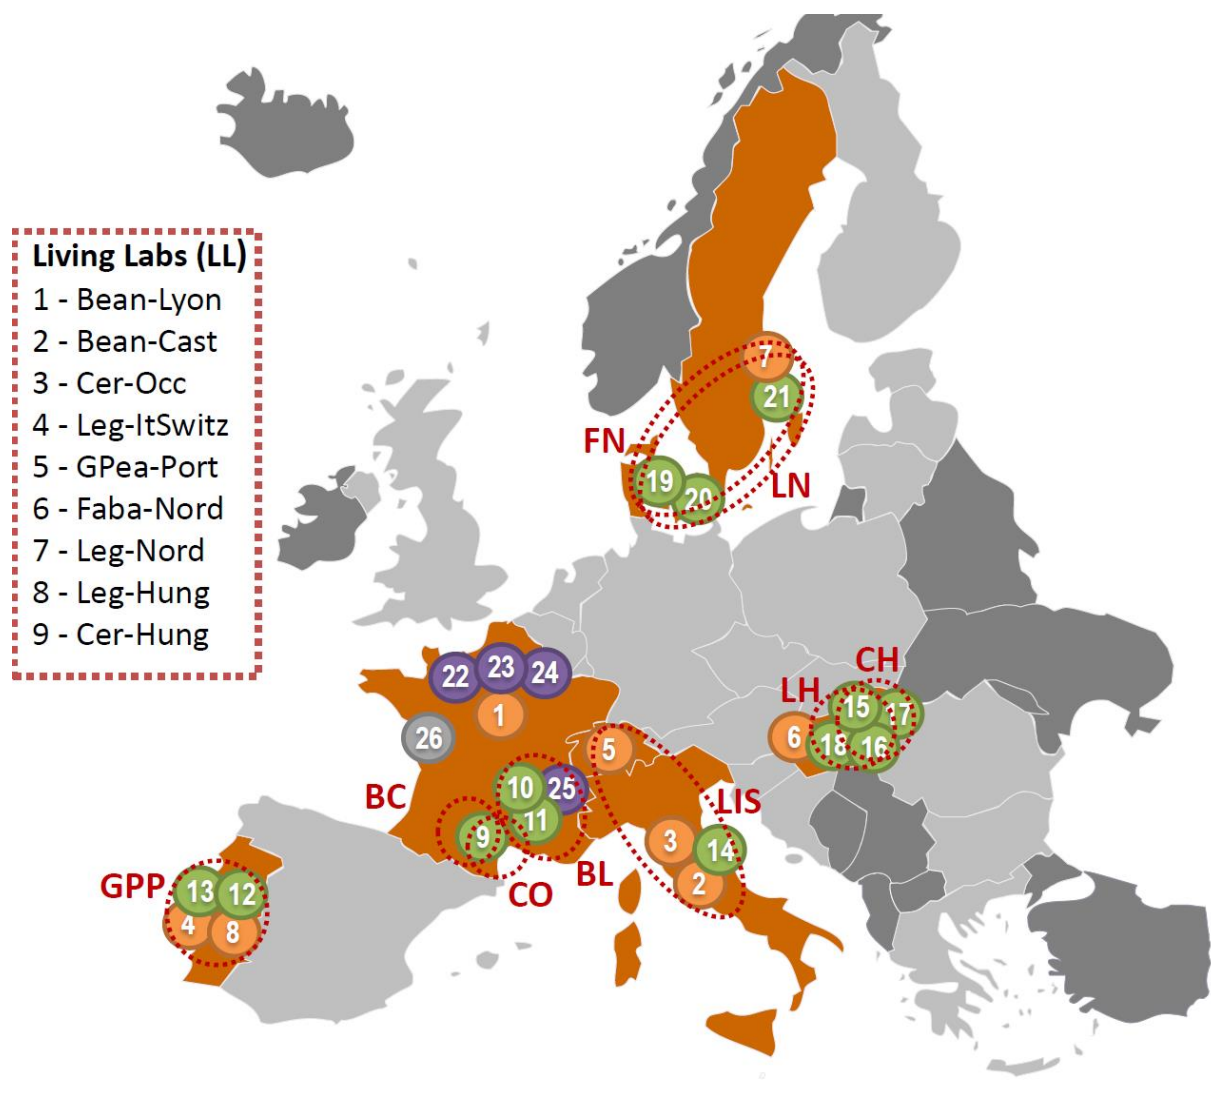 Living Labs (LL)
1 - Bean-Lyon
2 - Bean-Cast
3 - Cer-Occ
4 - Leg-ItSwitz
5 - GPea-Port
6 - Faba-Nord
7 - Leg-Nord
8 - Leg-Hung
9 - Cer-Hung
7
21
FN
19
20
LN
22
23
24
1
26
CH
LH
15
17
6
18
16
5
BC
10
25
11
LIS
9
3
14
2
BL
CO
GPP
13
12
4
8